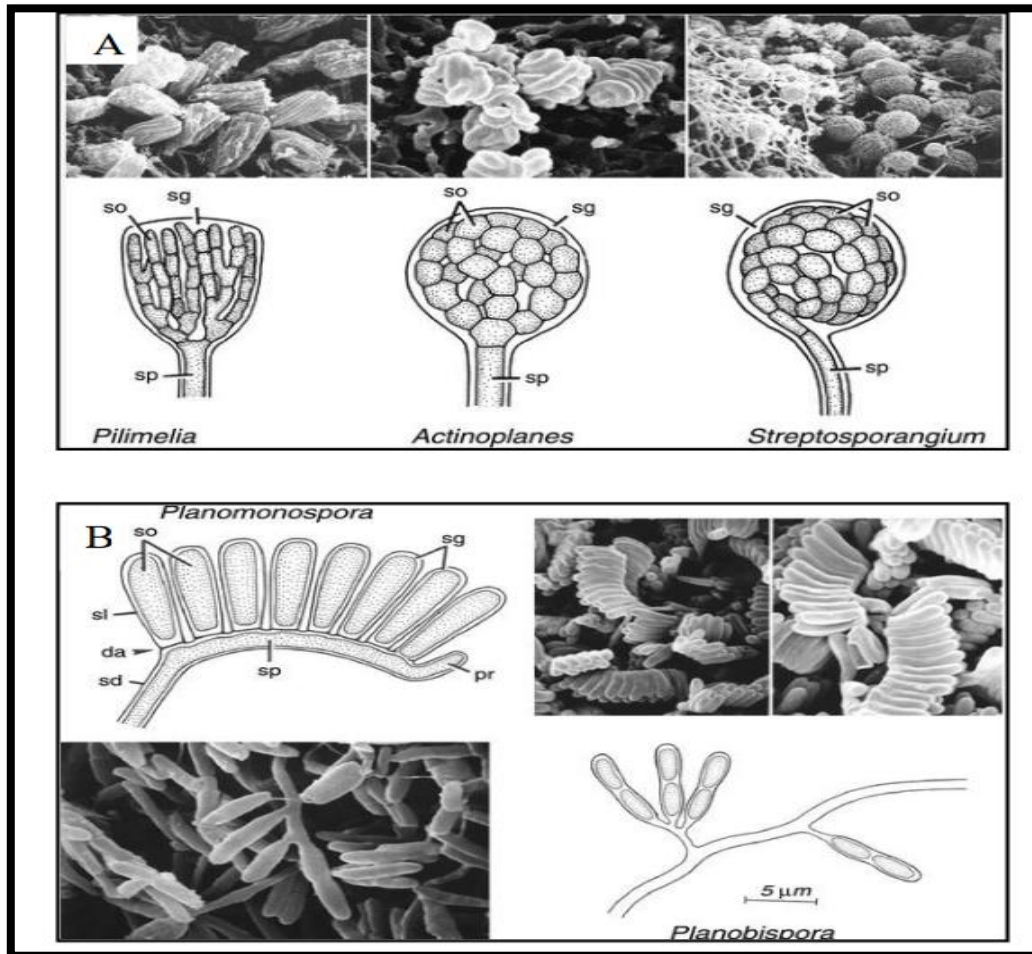 A
so
sg
sp
Pilimelia
so
sg
sp
Actinoplanes
sg
so
sp
Streptosporangium
B
Planomonospora
so
sg
sl
da
sd
sp
pr
5 µm
Planobispora